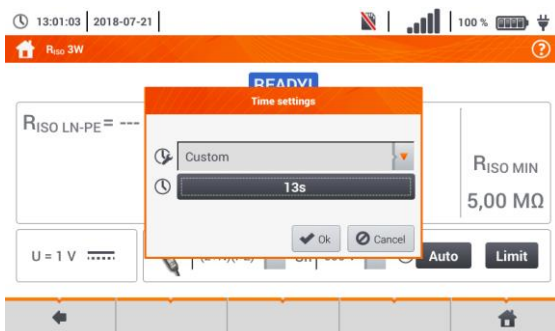 13:01:03 2018-07-21 100 %
RISO 3W
READY!
Time settings
RISO LN-PE= ---
Custom
13s
RISO MIN
5,00 MΩ
Ok Cancel
U = 1 V Auto Limit